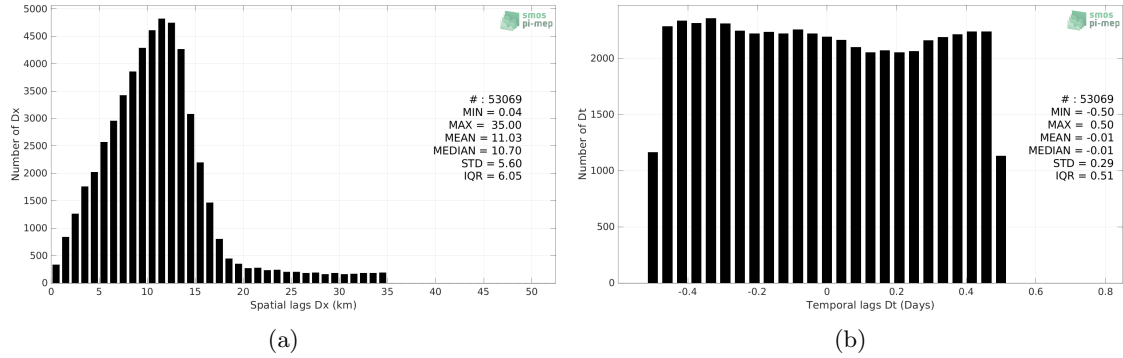 5000
4500
4000
3500
3000
2500
2000
1500
1000
500
0
Number of Dx
0 5 10 15 20 25 30 35 40 45 50
Spatial lags Dx (km)
smos
pi-mep
# : 53069
MIN = 0.04
MAX = 35.00
MEAN = 11.03
MEDIAN = 10.70
STD = 5.60
IQR = 6.05
(a)
2000
1500
1000
500
0
Number of Dt
-0.4 -0.2 0 0.2 0.4 0.6 0.8
Temporal lags Dt (Days)
smos
pi-mep
# : 53069
MIN = -0.50
MAX = 0.50
MEAN = -0.01
MEDIAN = -0.01
STD = 0.29
IQR = 0.51
(b)